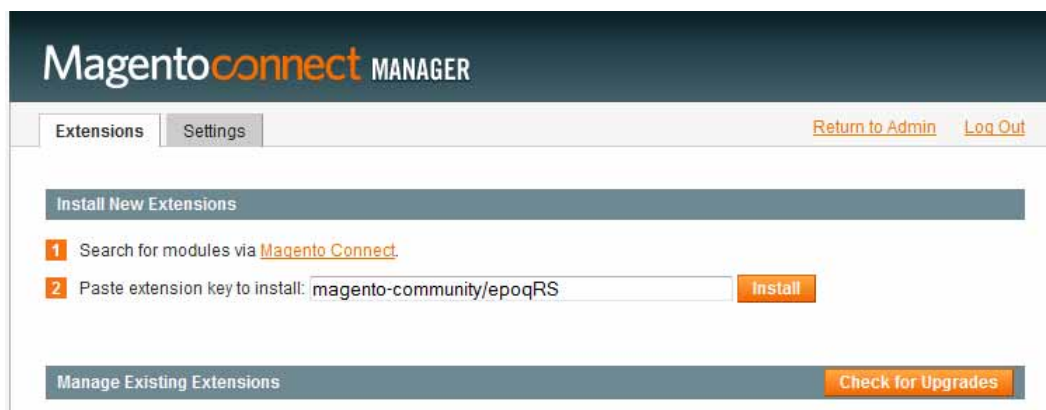 Magentoconnect MANAGER
Extensions Settings Return to Admin Log Out
Install New Extensions
1 Search for modules via Magento Connect.
2 Paste extension key to install: magento-community/epoqRS Install
Manage Existing Extensions Check for Upgrades